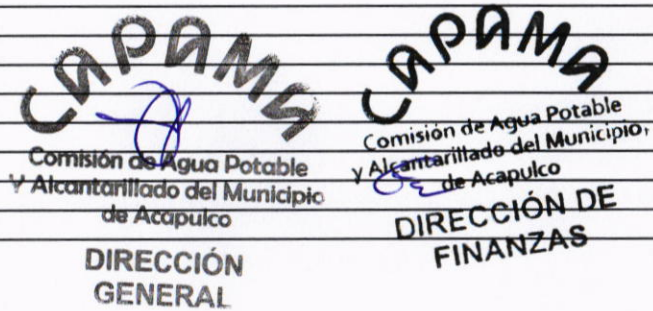 CAPAMA
Comisión de Agua Potable
Y Alcantarillado del Municipio
de Acapulco
DIRECCIÓN
GENERAL
CAPAMA
Comisión de Agua Potable
y Alcantarillado del Municipio,
de Acapulco
DIRECCIÓN DE
FINANZAS